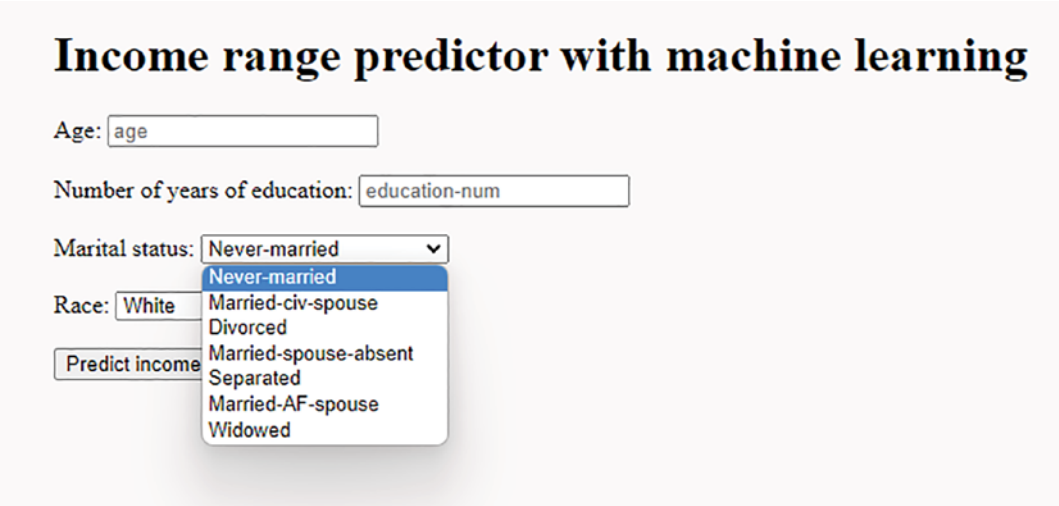 Income range predictor with machine learning
Age: age
Number of years of education: education-num
Marital status: Never-married
Never-married
Married-civ-spouse
Divorced
Married-spouse-absent
Separated
Married-AF-spouse
Widowed
Race: White
Predict income